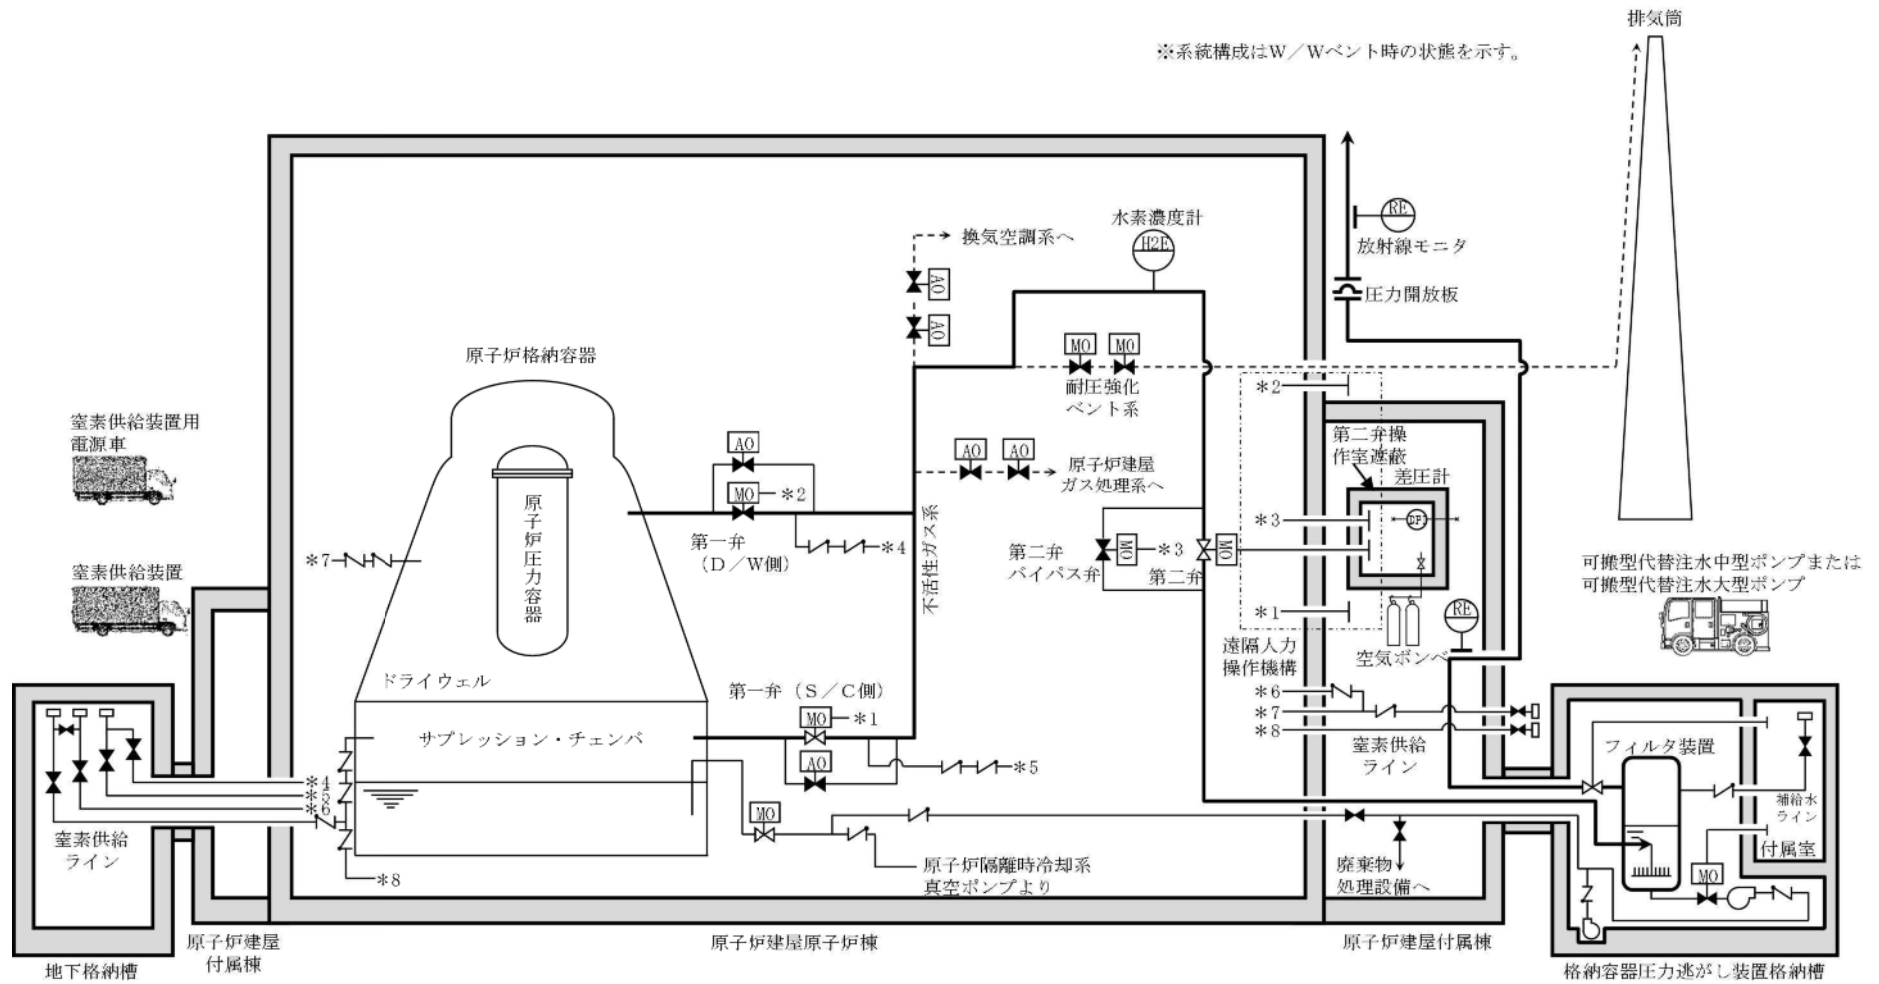 排気筒
※系統構成はW／Wベント時の状態を示す。
水素濃度計
H2E
換気空調系へ
AO
AO
RE
放射線モニタ
圧力開放板
原子炉格納容器
MO
MO
耐圧強化
ベント系
＊2
窒素供給装置用
電源車
AO
MO
＊2
第一弁
（D／W側）
＊4
AO
AO
原子炉建屋
ガス処理系へ
不活性ガス系
原子炉圧力容器
＊7
第二弁操
作室遮蔽
差圧計
DPI
＊3
第二弁
バイパス弁
MO
＊3
第二弁
MO
＊1
遠隔人力
操作機構
空気ボンベ
RE
窒素供給装置
可搬型代替注水中型ポンプまたは
可搬型代替注水大型ポンプ
ドライウェル
第一弁（S／C側）
MO
＊1
サプレッション・チェンバ
AO
＊5
＊6
＊7
＊8
窒素供給
ライン
フィルタ装置
補給水
ライン
付属室
MO
＊4
＊5
＊6
窒素供給
ライン
＊8
MO
原子炉隔離時冷却系
真空ポンプより
廃棄物
処理設備へ
地下格納槽
原子炉建屋
付属棟
原子炉建屋原子炉棟
原子炉建屋付属棟
格納容器圧力逃がし装置格納槽